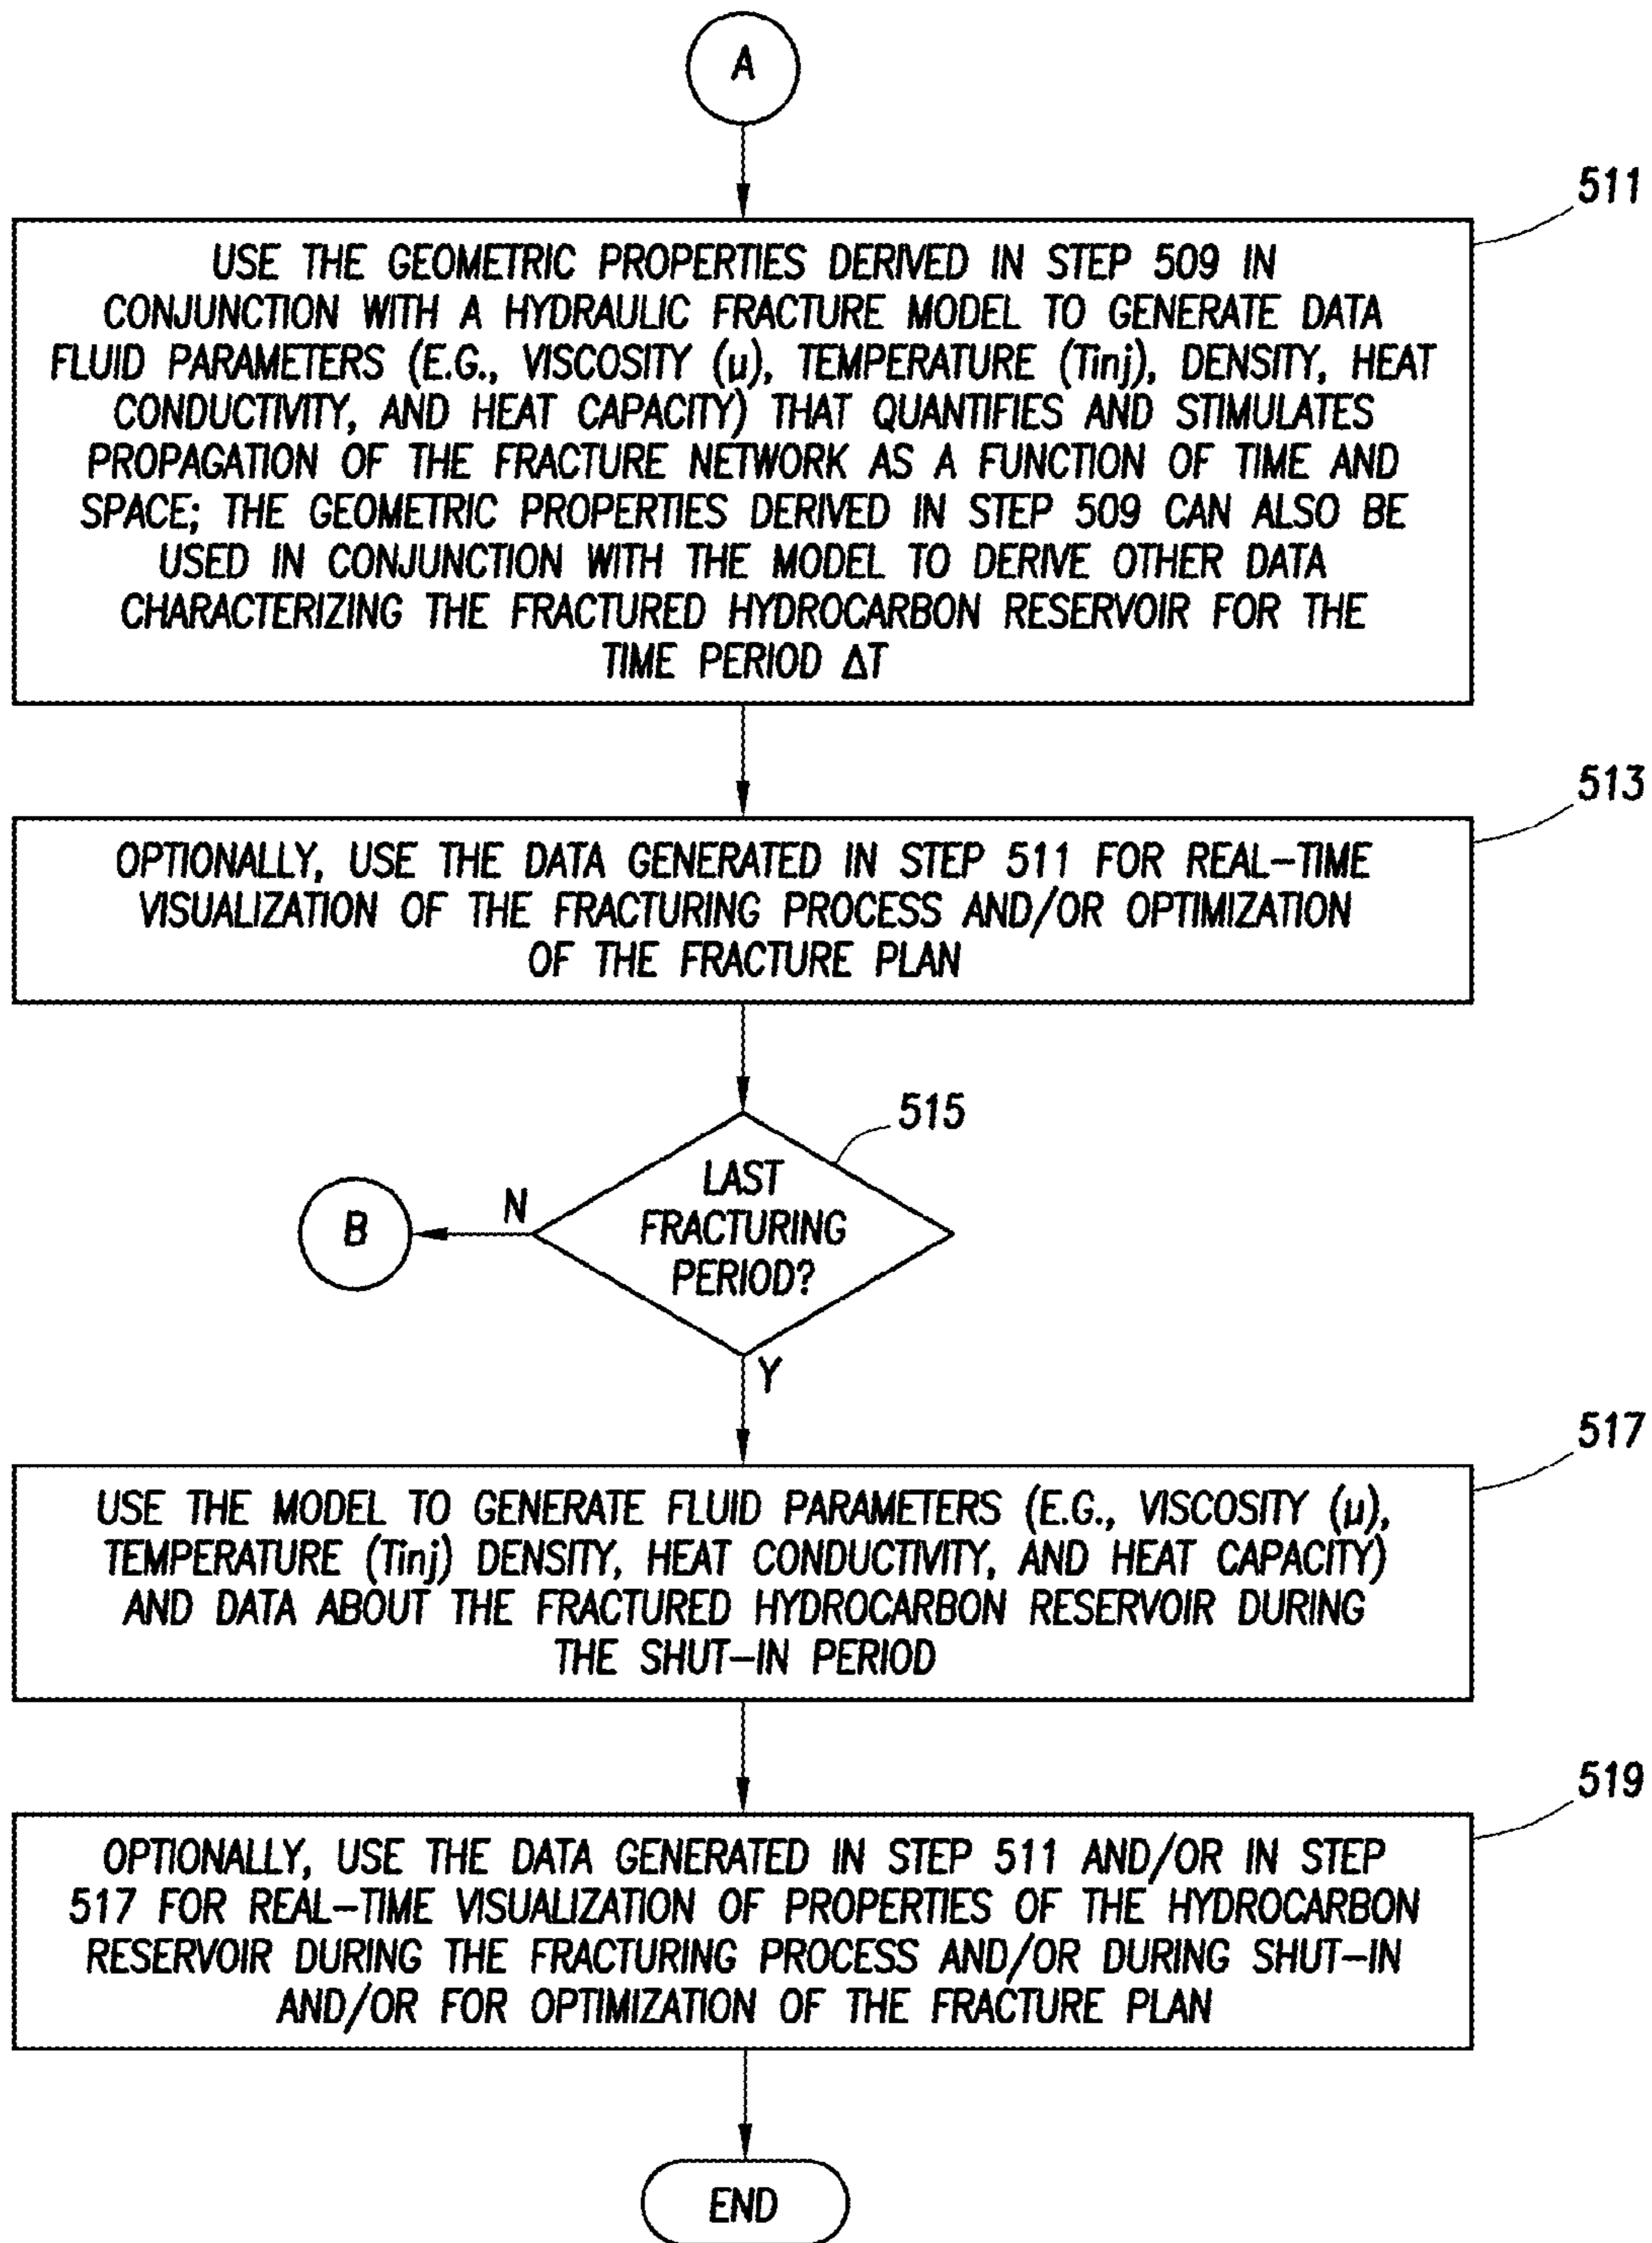 A
511
USE THE GEOMETRIC PROPERTIES DERIVED IN STEP 509 IN
CONJUNCTION WITH A HYDRAULIC FRACTURE MODEL TO GENERATE DATA
FLUID PARAMETERS (E.G., VISCOSITY (μ), TEMPERATURE (Tinj), DENSITY, HEAT
CONDUCTIVITY, AND HEAT CAPACITY) THAT QUANTIFIES AND STIMULATES
PROPAGATION OF THE FRACTURE NETWORK AS A FUNCTION OF TIME AND
SPACE; THE GEOMETRIC PROPERTIES DERIVED IN STEP 509 CAN ALSO BE
USED IN CONJUNCTION WITH THE MODEL TO DERIVE OTHER DATA
CHARACTERIZING THE FRACTURED HYDROCARBON RESERVOIR FOR THE
TIME PERIOD ΔT
513
OPTIONALLY, USE THE DATA GENERATED IN STEP 511 FOR REAL-TIME
VISUALIZATION OF THE FRACTURING PROCESS AND/OR OPTIMIZATION
OF THE FRACTURE PLAN
515
LAST
FRACTURING
PERIOD?
N
B
Y
517
USE THE MODEL TO GENERATE FLUID PARAMETERS (E.G., VISCOSITY (μ),
TEMPERATURE (Tinj) DENSITY, HEAT CONDUCTIVITY, AND HEAT CAPACITY)
AND DATA ABOUT THE FRACTURED HYDROCARBON RESERVOIR DURING
THE SHUT-IN PERIOD
519
OPTIONALLY, USE THE DATA GENERATED IN STEP 511 AND/OR IN STEP
517 FOR REAL-TIME VISUALIZATION OF PROPERTIES OF THE HYDROCARBON
RESERVOIR DURING THE FRACTURING PROCESS AND/OR DURING SHUT-IN
AND/OR FOR OPTIMIZATION OF THE FRACTURE PLAN
END